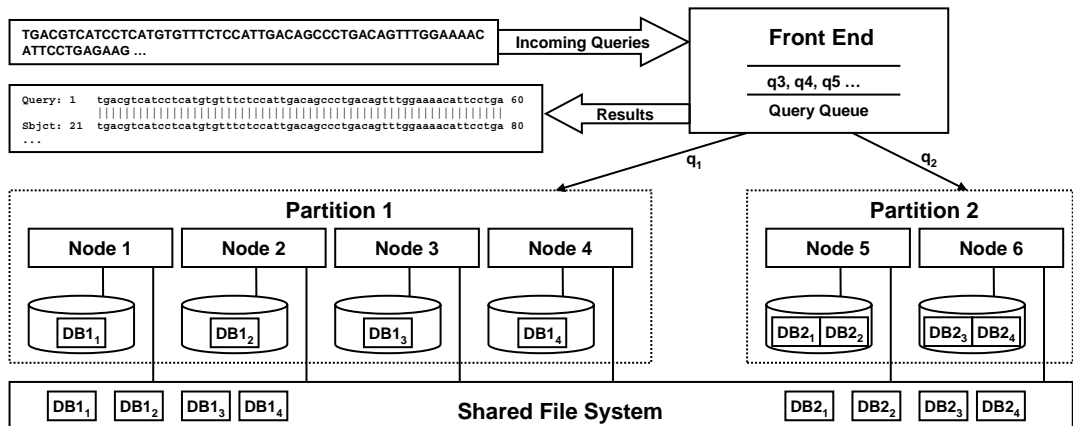 TGACGTCATCCTCATGTGTTTCTCCATTGACAGCCCTGACAGTTTGGAAAAC
ATTCCTGAGAAG ...
Incoming Queries
Front End
q3, q4, q5 ...
Query Queue
Query: 1 tgacgtcatcctcatgtgtttctccattgacagccctgacagtttggaaaacattcctga 60
||||||||||||||||||||||||||||||||||||||||||||||||||||||||||||
Sbjct: 21 tgacgtcatcctcatgtgtttctccattgacagccctgacagtttggaaaacattcctga 80
...
Results
q1
q2
Partition 1
Partition 2
Node 1
Node 2
Node 3
Node 4
Node 5
Node 6
DB11
DB12
DB13
DB14
DB21 DB22
DB23 DB24
DB11 DB12 DB13 DB14
Shared File System
DB21 DB22 DB23 DB24